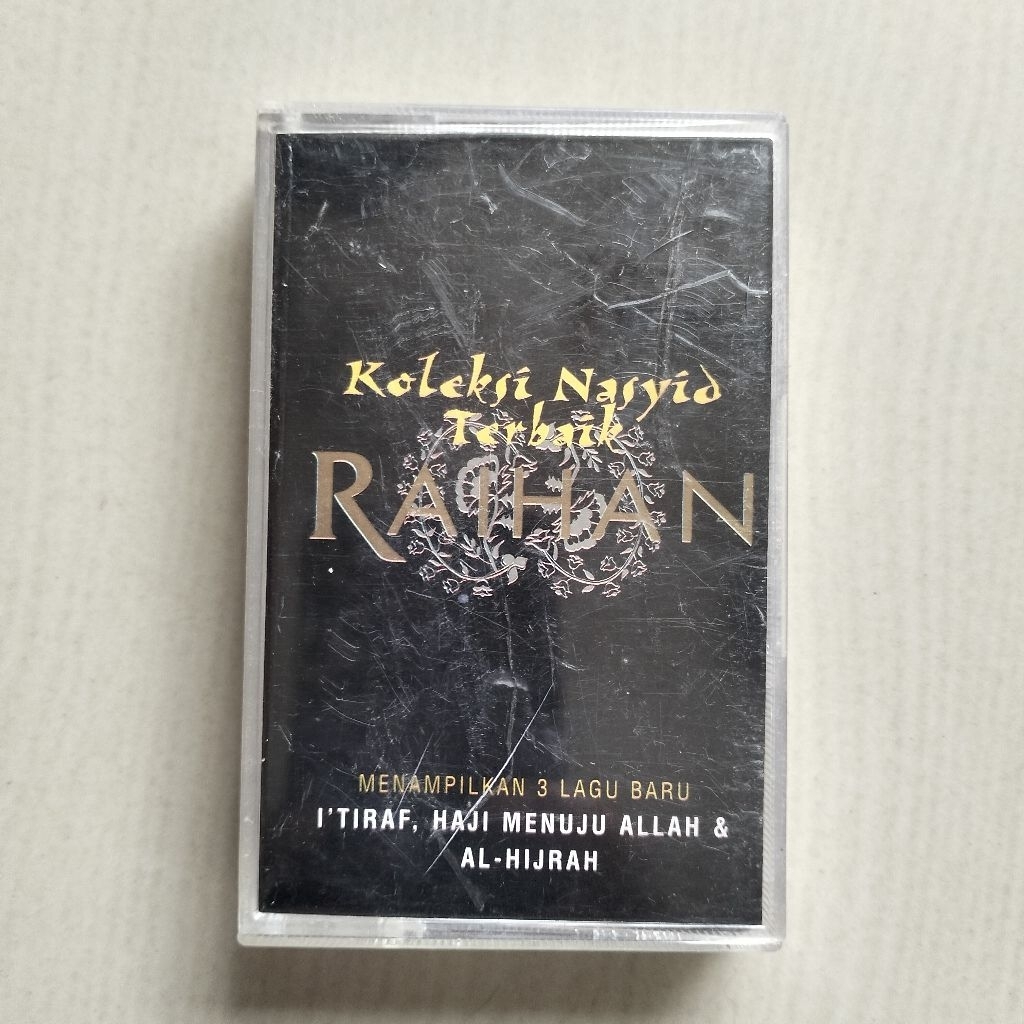 Koleksi Nasyid
Terbaik
RAIHAN
MENAMPILKAN 3 LAGU BARU
I'TIRAF, HAJI MENUJU ALLAH &
AL-HIJRAH